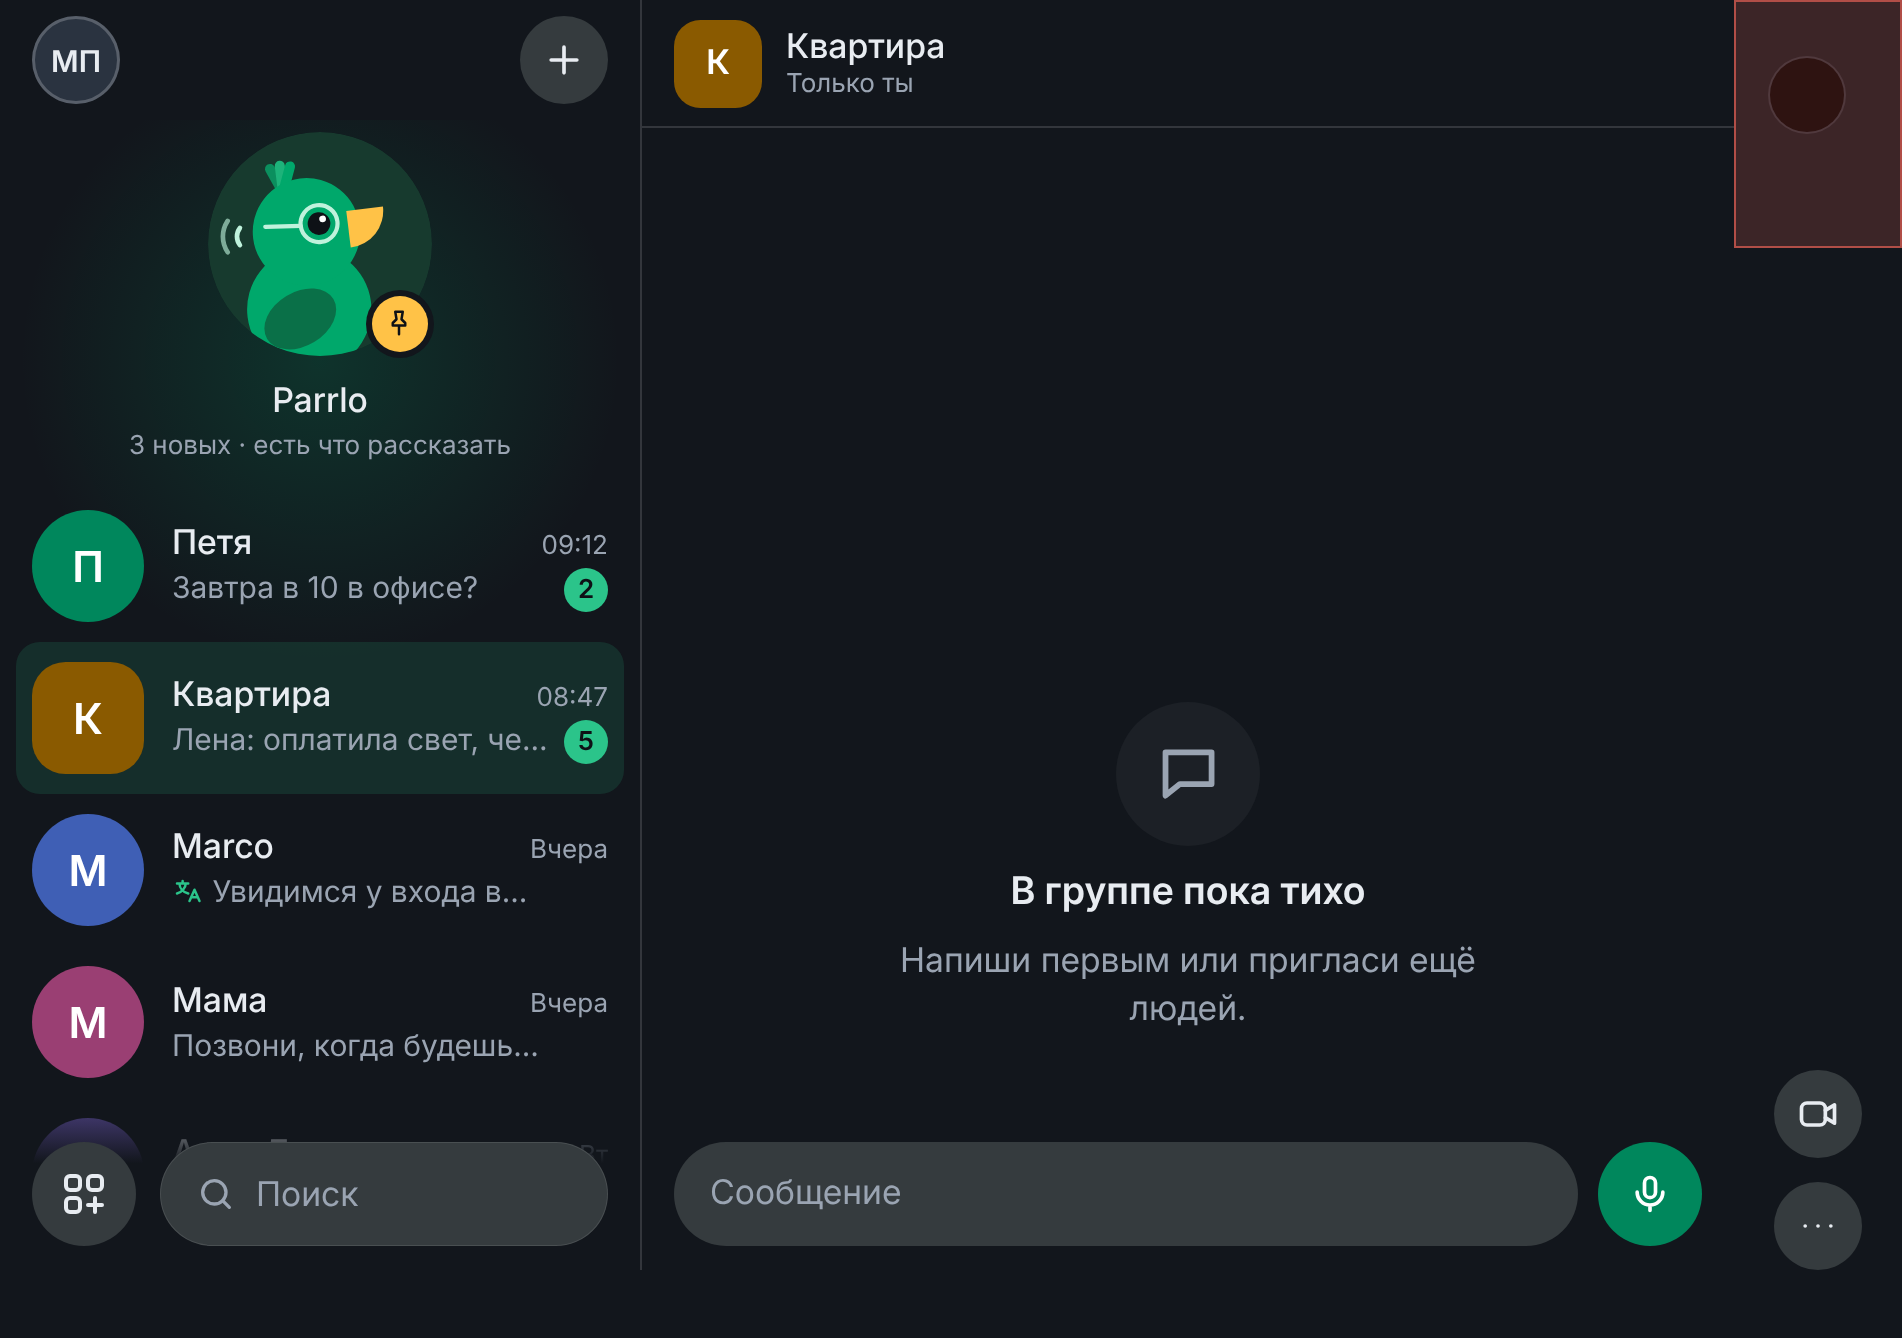 МП
Parrlo
3 новых · есть что рассказать
П
Петя
09:12
Завтра в 10 в офисе?
2
К
Квартира
08:47
Лена: оплатила свет, че...
5
M
Marco
Вчера
Увидимся у входа в...
М
Мама
Вчера
Позвони, когда будешь...
Поиск
К
Квартира
Только ты
В группе пока тихо
Напиши первым или пригласи ещё
людей.
Сообщение